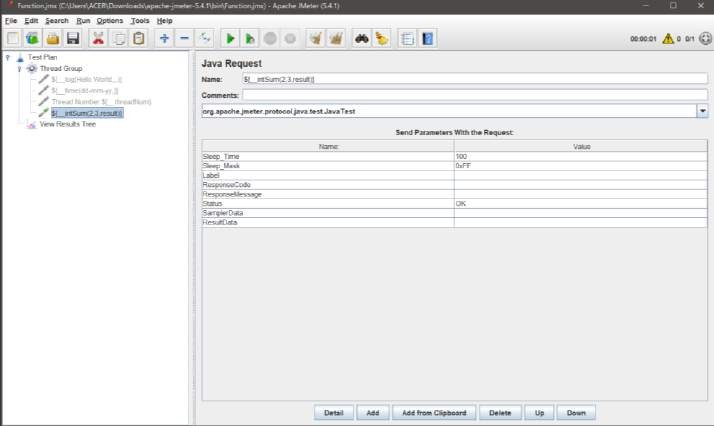 Function.jmx (C:\Users\ACER\Downloads\apache-jmeter-5.4.1\bin\Function.jmx) - Apache JMeter (5.4.1)
File Edit Search Run Options Tools Help
00:00:01 0 0/1
Test Plan
Thread Group
${__log(Hello World,,)}
${__time(dd-mm-yy,)}
Thread Number ${__threadNum}
${__intSum(2,3,result)}
View Results Tree
Java Request
Name: ${__intSum(2,3,result)}
Comments:
org.apache.jmeter.protocol.java.test.JavaTest
Send Parameters With the Request:
Name: Value
Sleep_Time 100
Sleep_Mask 0xFF
Label
ResponseCode
ResponseMessage
Status OK
SamplerData
ResultData
Detail Add Add from Clipboard Delete Up Down